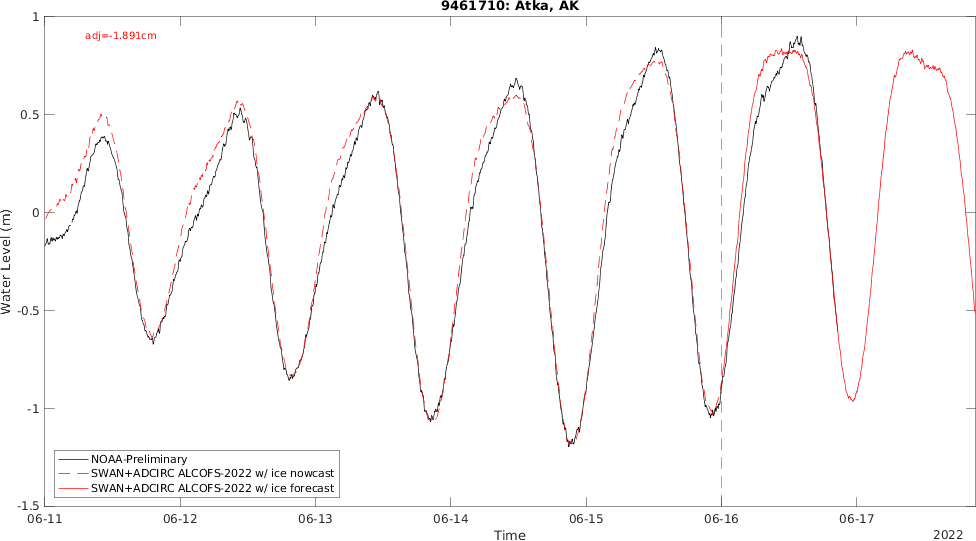 9461710: Atka, AK
adj=-1.891cm
Water Level (m)
1
0.5
0
-0.5
-1
-1.5
NOAA-Preliminary
SWAN+ADCIRC ALCOFS-2022 w/ ice nowcast
SWAN+ADCIRC ALCOFS-2022 w/ ice forecast
06-11 06-12 06-13 06-14 06-15 06-16 06-17
Time
2022